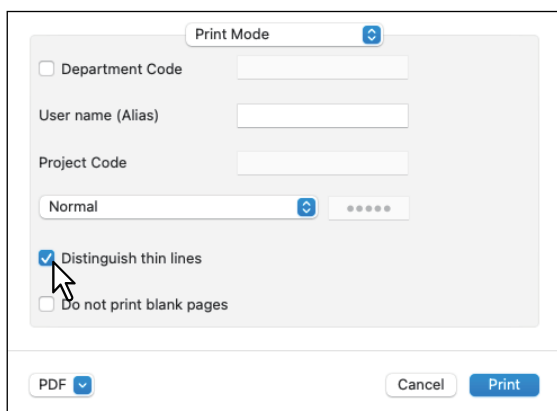 Print Mode
Department Code
User name (Alias)
Project Code
Normal
Distinguish thin lines
Do not print blank pages
PDF Cancel Print